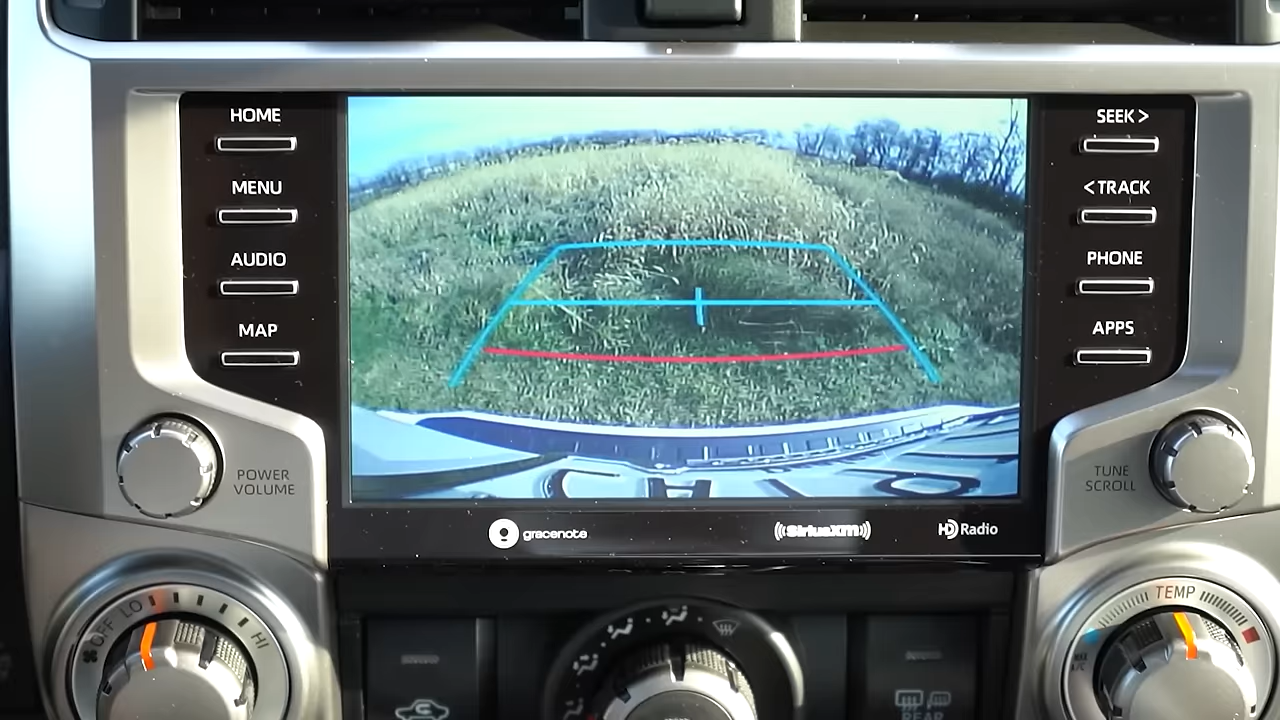 HOME
SEEK >
MENU
< TRACK
AUDIO
PHONE
MAP
APPS
POWER
VOLUME
TUNE
SCROLL
gracenote
SiriusXM
HD Radio
OFF LO HI
TEMP
MAX
A/C
REAR